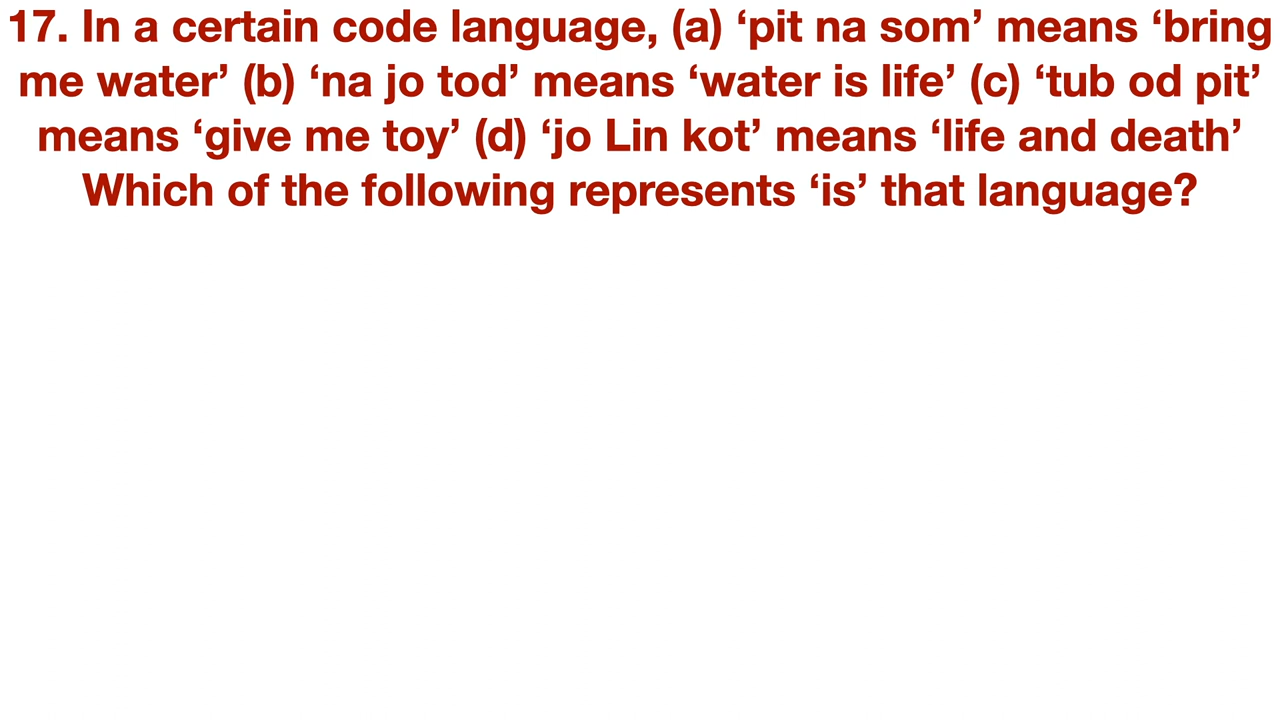 17. In a certain code language, (a) ‘pit na som’ means ‘bring
me water’ (b) ‘na jo tod’ means ‘water is life’ (c) ‘tub od pit’
means ‘give me toy’ (d) ‘jo Lin kot’ means ‘life and death’
Which of the following represents ‘is’ that language?